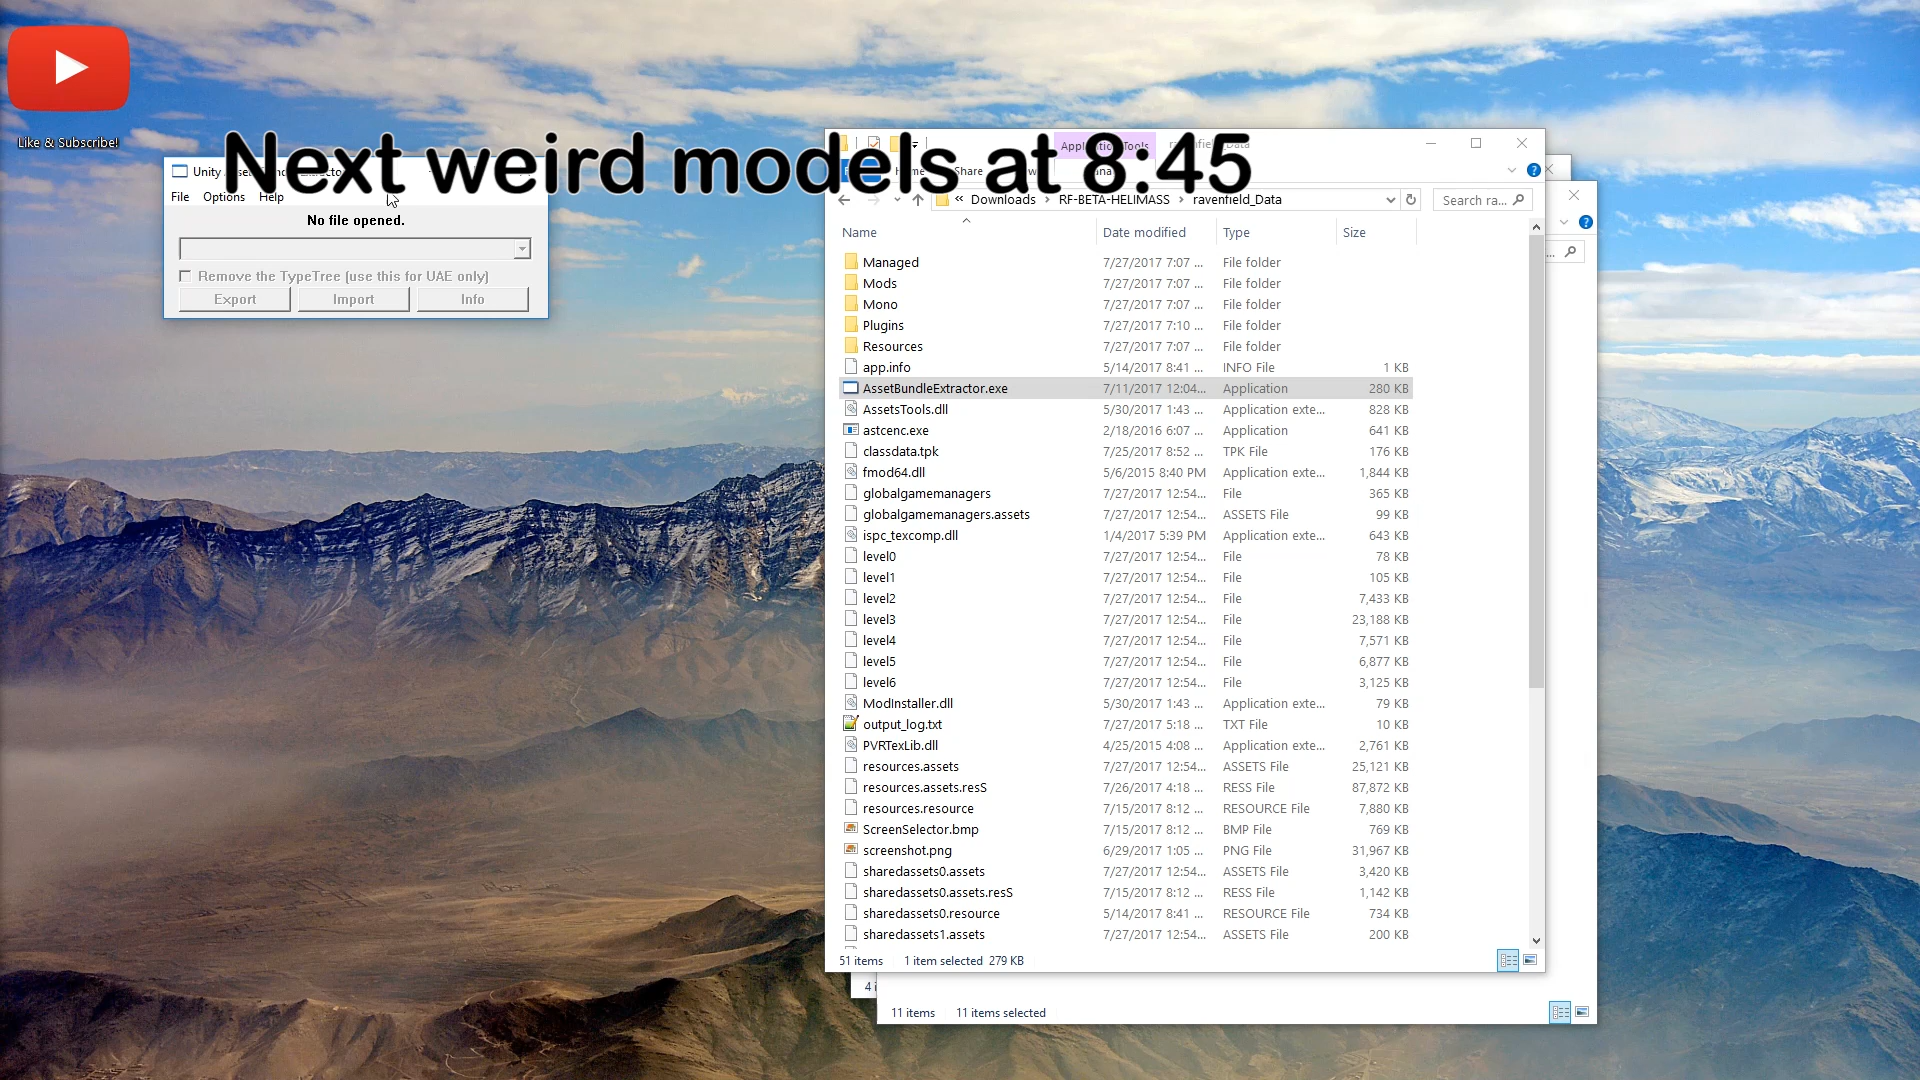 Like & Subscribe!
Next weird models at 8:45
Unity
File Options Help
No file opened.
Remove the TypeTree (use this for UAE only)
Export Import Info
Share
« Downloads > RF-BETA-HELIMASS > ravenfield_Data
Search ra...
Name Date modified Type Size
Managed 7/27/2017 7:07 ... File folder
Mods 7/27/2017 7:07 ... File folder
Mono 7/27/2017 7:07 ... File folder
Plugins 7/27/2017 7:10 ... File folder
Resources 7/27/2017 7:07 ... File folder
app.info 5/14/2017 8:41 ... INFO File 1 KB
AssetBundleExtractor.exe 7/11/2017 12:04... Application 280 KB
AssetsTools.dll 5/30/2017 1:43 ... Application exte... 828 KB
astcenc.exe 2/18/2016 6:07 ... Application 641 KB
classdata.tpk 7/25/2017 8:52 ... TPK File 176 KB
fmod64.dll 5/6/2015 8:40 PM Application exte... 1,844 KB
globalgamemanagers 7/27/2017 12:54... File 365 KB
globalgamemanagers.assets 7/27/2017 12:54... ASSETS File 99 KB
ispc_texcomp.dll 1/4/2017 5:39 PM Application exte... 643 KB
level0 7/27/2017 12:54... File 78 KB
level1 7/27/2017 12:54... File 105 KB
level2 7/27/2017 12:54... File 7,433 KB
level3 7/27/2017 12:54... File 23,188 KB
level4 7/27/2017 12:54... File 7,571 KB
level5 7/27/2017 12:54... File 6,877 KB
level6 7/27/2017 12:54... File 3,125 KB
ModInstaller.dll 5/30/2017 1:43 ... Application exte... 79 KB
output_log.txt 7/27/2017 5:18 ... TXT File 10 KB
PVRTexLib.dll 4/25/2015 4:08 ... Application exte... 2,761 KB
resources.assets 7/27/2017 12:54... ASSETS File 25,121 KB
resources.assets.resS 7/26/2017 4:18 ... RESS File 87,872 KB
resources.resource 7/15/2017 8:12 ... RESOURCE File 7,880 KB
ScreenSelector.bmp 7/15/2017 8:12 ... BMP File 769 KB
screenshot.png 6/29/2017 1:05 ... PNG File 31,967 KB
sharedassets0.assets 7/27/2017 12:54... ASSETS File 3,420 KB
sharedassets0.assets.resS 7/15/2017 8:12 ... RESS File 1,142 KB
sharedassets0.resource 5/14/2017 8:41 ... RESOURCE File 734 KB
sharedassets1.assets 7/27/2017 12:54... ASSETS File 200 KB
51 items 1 item selected 279 KB
4 i
11 items 11 items selected